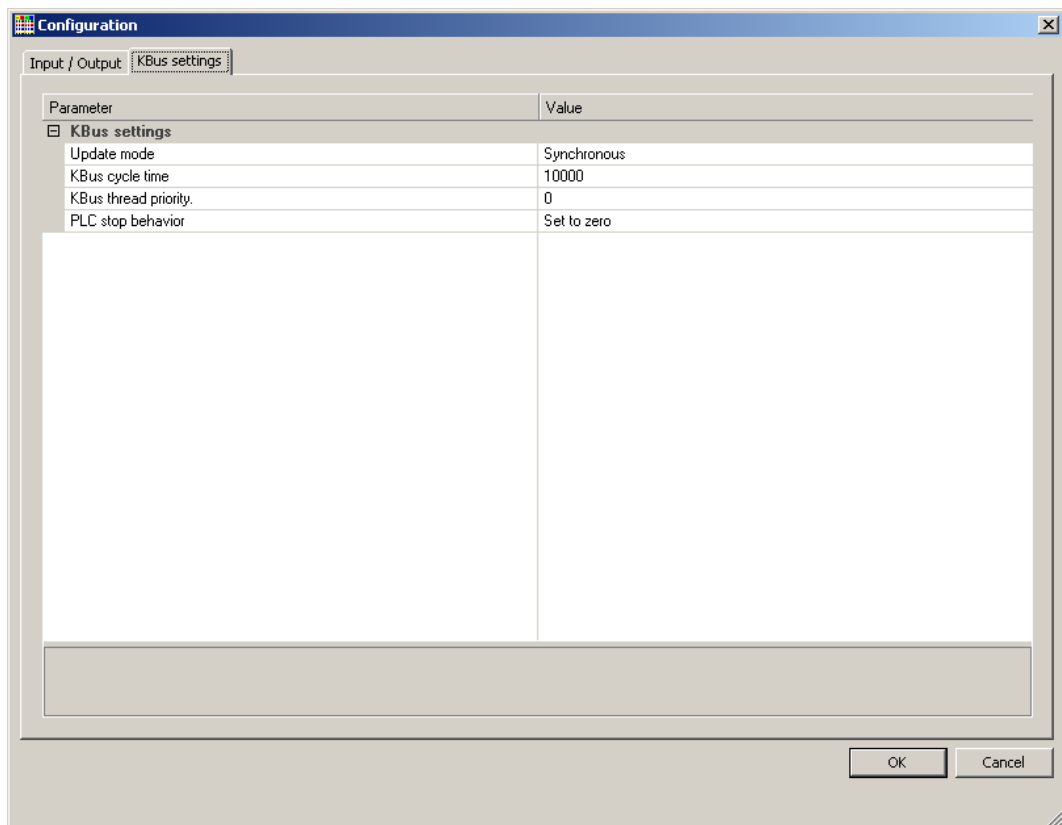 Configuration
Input / Output KBus settings
Parameter Value
KBus settings
Update mode Synchronous
KBus cycle time 10000
KBus thread priority. 0
PLC stop behavior Set to zero
OK Cancel